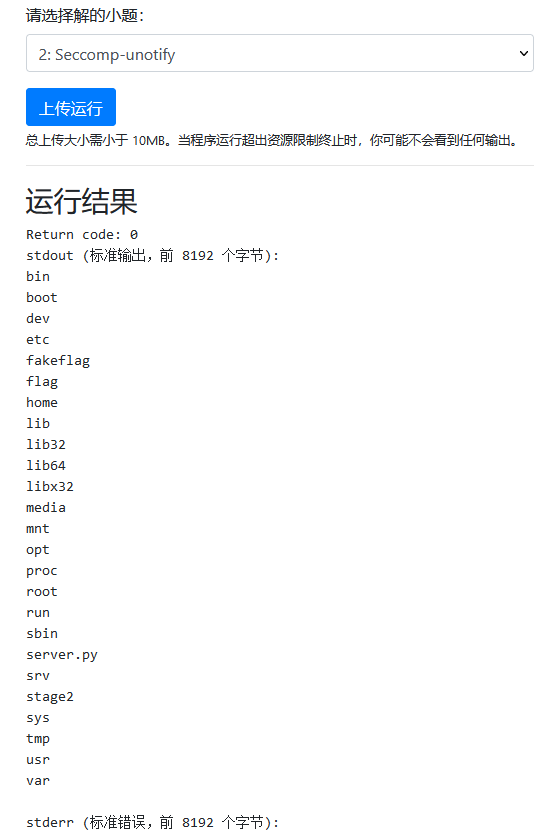 请选择解的小题：
2: Seccomp-unotify
上传运行
总上传大小需小于 10MB。当程序运行超出资源限制终止时，你可能不会看到任何输出。
运行结果
Return code: 0
stdout (标准输出，前 8192 个字节):
bin
boot
dev
etc
fakeflag
flag
home
lib
lib32
lib64
libx32
media
mnt
opt
proc
root
run
sbin
server.py
srv
stage2
sys
tmp
usr
var
stderr (标准错误，前 8192 个字节):